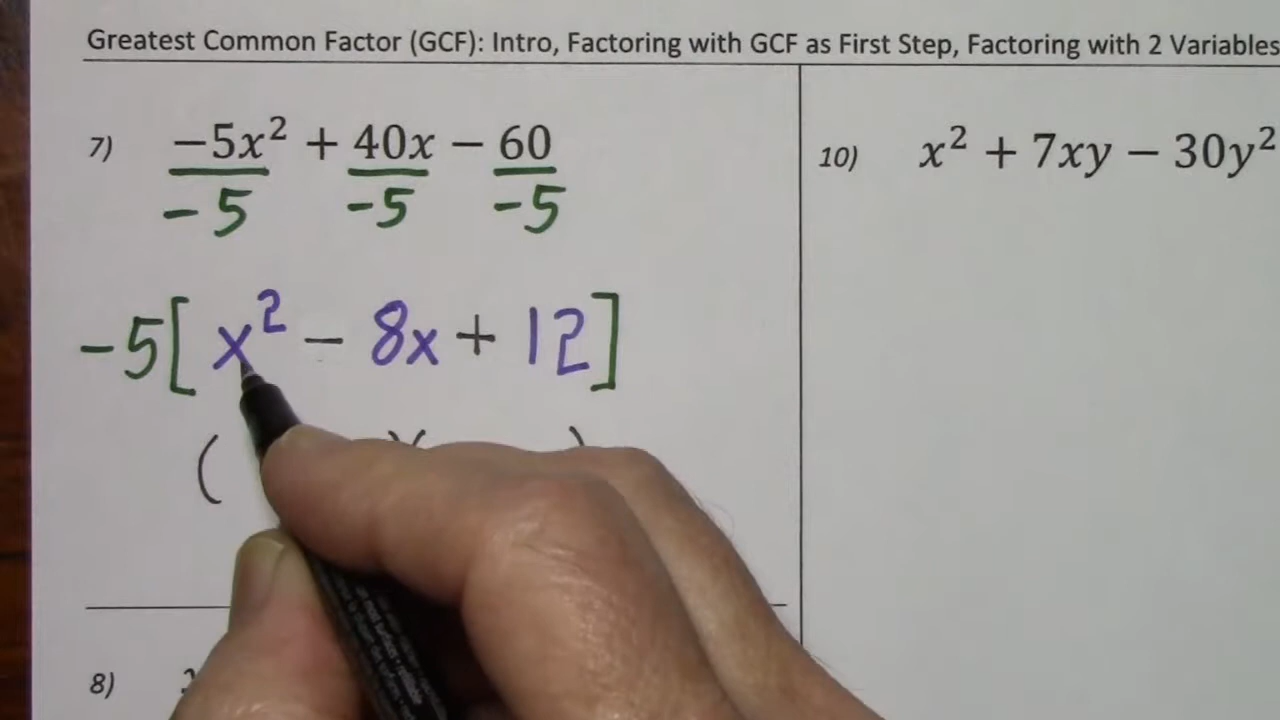 Greatest Common Factor (GCF): Intro, Factoring with GCF as First Step, Factoring with 2 Variables
7) −5x² + 40x − 60
−5 −5 −5
−5[x² − 8x + 12]
( )( )
8)
10) x² + 7xy − 30y²